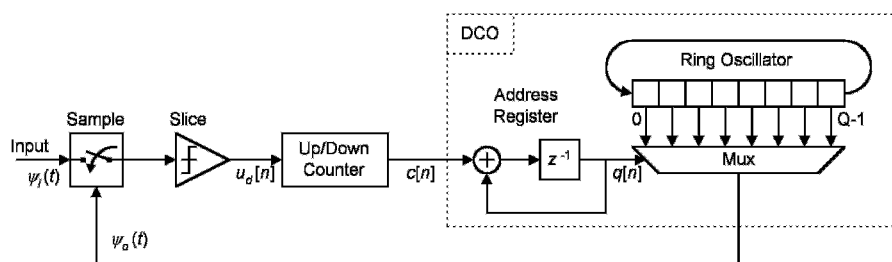 DCO
Ring Oscillator
Address
Register
Sample
Slice
0
Q-1
Input
Up/Down
Counter
z⁻¹
Mux
ψi(t)
ud[n]
c[n]
q[n]
ψo(t)